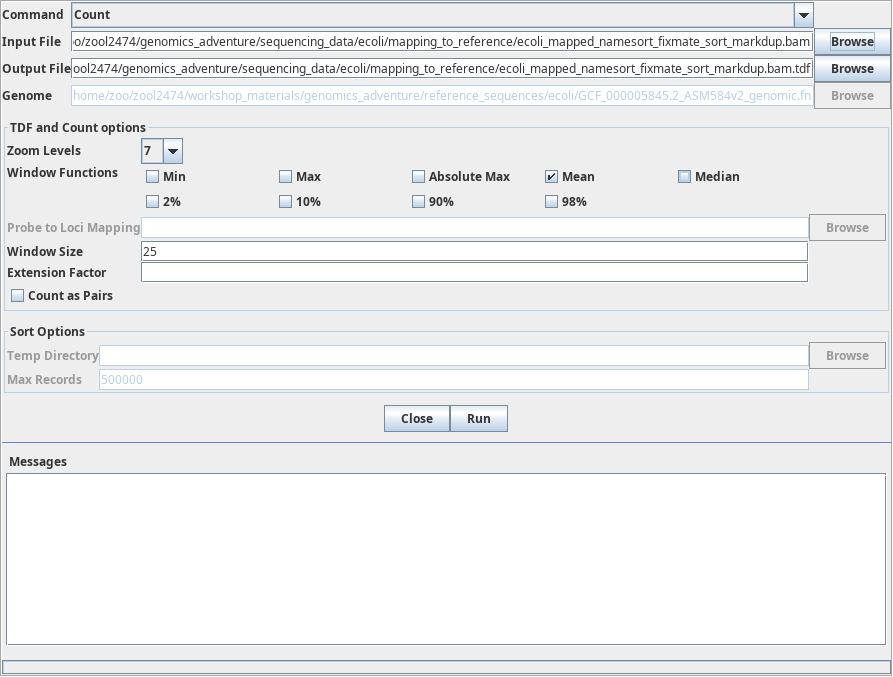 Command Count
Input File o/zool2474/genomics_adventure/sequencing_data/ecoli/mapping_to_reference/ecoli_mapped_namesort_fixmate_sort_markdup.bam Browse
Output File ool2474/genomics_adventure/sequencing_data/ecoli/mapping_to_reference/ecoli_mapped_namesort_fixmate_sort_markdup.bam.tdf Browse
Genome home/zoo/zool2474/workshop_materials/genomics_adventure/reference_sequences/ecoli/GCF_000005845.2_ASM584v2_genomic.fn Browse
TDF and Count options
Zoom Levels 7
Window Functions Min Max Absolute Max Mean Median
2% 10% 90% 98%
Probe to Loci Mapping Browse
Window Size 25
Extension Factor
Count as Pairs
Sort Options
Temp Directory Browse
Max Records 500000
Close Run
Messages